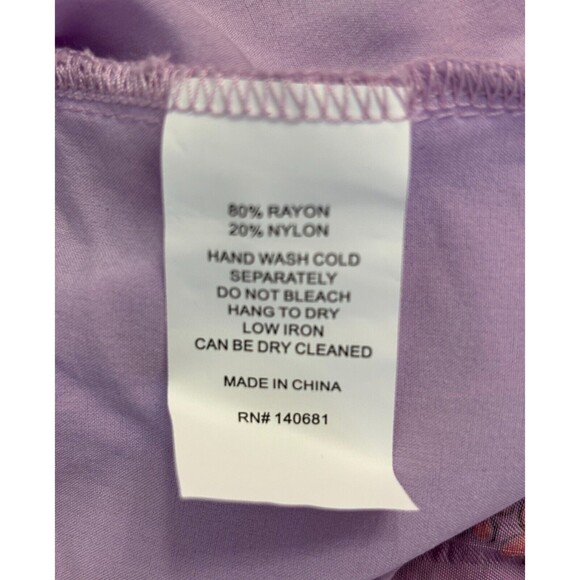 80% RAYON
20% NYLON
HAND WASH COLD
SEPARATELY
DO NOT BLEACH
HANG TO DRY
LOW IRON
CAN BE DRY CLEANED
MADE IN CHINA
RN# 140681